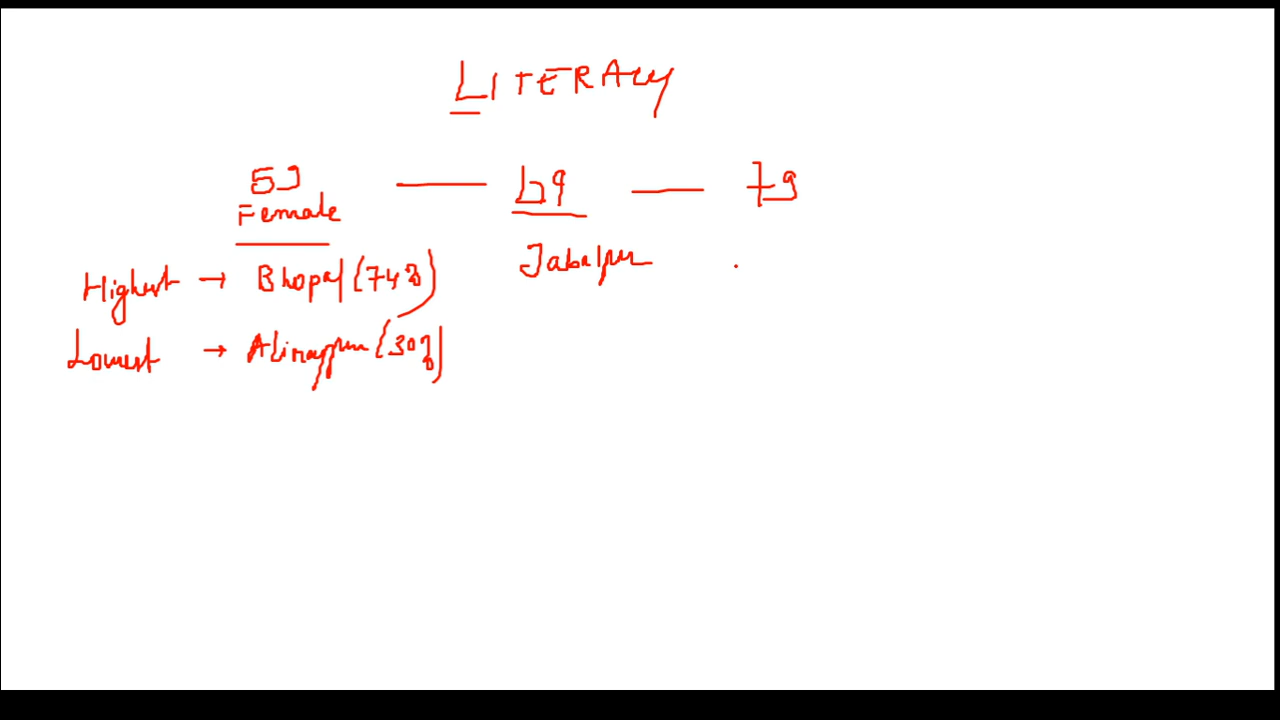 LITERACY
59 — 69 — 79
Female
Jabalpur
Highest → Bhopal (74%)
Lowest → Alirajpur (30%)